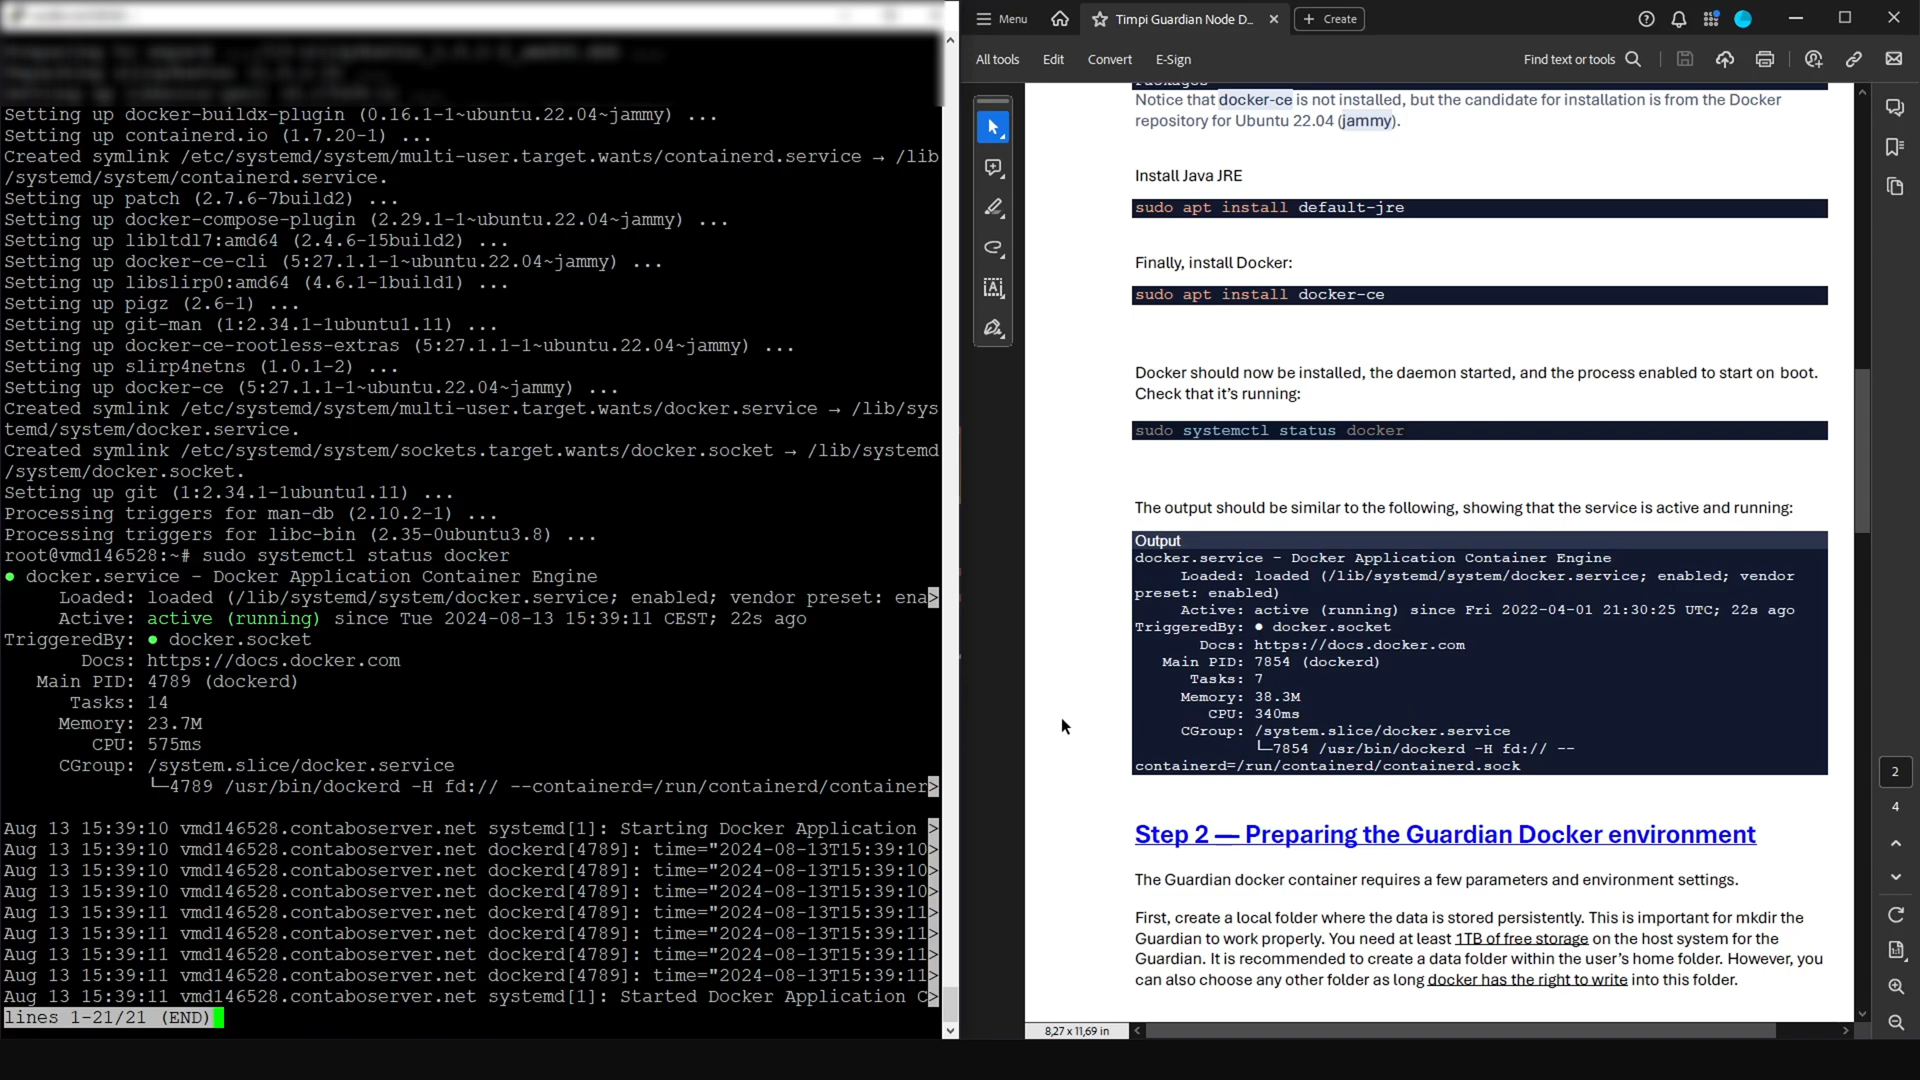 Setting up docker-buildx-plugin (0.16.1-1~ubuntu.22.04~jammy) ...
Setting up containerd.io (1.7.20-1) ...
Created symlink /etc/systemd/system/multi-user.target.wants/containerd.service → /lib
/systemd/system/containerd.service.
Setting up patch (2.7.6-7build2) ...
Setting up docker-compose-plugin (2.29.1-1~ubuntu.22.04~jammy) ...
Setting up libltdl7:amd64 (2.4.6-15build2) ...
Setting up docker-ce-cli (5:27.1.1-1~ubuntu.22.04~jammy) ...
Setting up libslirp0:amd64 (4.6.1-1build1) ...
Setting up pigz (2.6-1) ...
Setting up git-man (1:2.34.1-1ubuntu1.11) ...
Setting up docker-ce-rootless-extras (5:27.1.1-1~ubuntu.22.04~jammy) ...
Setting up slirp4netns (1.0.1-2) ...
Setting up docker-ce (5:27.1.1-1~ubuntu.22.04~jammy) ...
Created symlink /etc/systemd/system/multi-user.target.wants/docker.service → /lib/sys
temd/system/docker.service.
Created symlink /etc/systemd/system/sockets.target.wants/docker.socket → /lib/systemd
/system/docker.socket.
Setting up git (1:2.34.1-1ubuntu1.11) ...
Processing triggers for man-db (2.10.2-1) ...
Processing triggers for libc-bin (2.35-0ubuntu3.8) ...
root@vmd146528:~# sudo systemctl status docker
● docker.service - Docker Application Container Engine
Loaded: loaded (/lib/systemd/system/docker.service; enabled; vendor preset: ena>
Active: active (running) since Tue 2024-08-13 15:39:11 CEST; 22s ago
TriggeredBy: ● docker.socket
Docs: https://docs.docker.com
Main PID: 4789 (dockerd)
Tasks: 14
Memory: 23.7M
CPU: 575ms
CGroup: /system.slice/docker.service
└─4789 /usr/bin/dockerd -H fd:// --containerd=/run/containerd/container>
Aug 13 15:39:10 vmd146528.contaboserver.net systemd[1]: Starting Docker Application >
Aug 13 15:39:10 vmd146528.contaboserver.net dockerd[4789]: time="2024-08-13T15:39:10>
Aug 13 15:39:10 vmd146528.contaboserver.net dockerd[4789]: time="2024-08-13T15:39:10>
Aug 13 15:39:10 vmd146528.contaboserver.net dockerd[4789]: time="2024-08-13T15:39:10>
Aug 13 15:39:11 vmd146528.contaboserver.net dockerd[4789]: time="2024-08-13T15:39:11>
Aug 13 15:39:11 vmd146528.contaboserver.net dockerd[4789]: time="2024-08-13T15:39:11>
Aug 13 15:39:11 vmd146528.contaboserver.net dockerd[4789]: time="2024-08-13T15:39:11>
Aug 13 15:39:11 vmd146528.contaboserver.net dockerd[4789]: time="2024-08-13T15:39:11>
Aug 13 15:39:11 vmd146528.contaboserver.net systemd[1]: Started Docker Application C>
lines 1-21/21 (END)
Menu
Timpi Guardian Node D...
Create
All tools
Edit
Convert
E-Sign
Find text or tools
Notice that docker-ce is not installed, but the candidate for installation is from the Docker
repository for Ubuntu 22.04 (jammy).
Install Java JRE
sudo apt install default-jre
Finally, install Docker:
sudo apt install docker-ce
Docker should now be installed, the daemon started, and the process enabled to start on boot.
Check that it’s running:
sudo systemctl status docker
The output should be similar to the following, showing that the service is active and running:
Output
docker.service - Docker Application Container Engine
Loaded: loaded (/lib/systemd/system/docker.service; enabled; vendor
preset: enabled)
Active: active (running) since Fri 2022-04-01 21:30:25 UTC; 22s ago
TriggeredBy: ● docker.socket
Docs: https://docs.docker.com
Main PID: 7854 (dockerd)
Tasks: 7
Memory: 38.3M
CPU: 340ms
CGroup: /system.slice/docker.service
└─7854 /usr/bin/dockerd -H fd:// --
containerd=/run/containerd/containerd.sock
Step 2 — Preparing the Guardian Docker environment
The Guardian docker container requires a few parameters and environment settings.
First, create a local folder where the data is stored persistently. This is important for mkdir the
Guardian to work properly. You need at least 1TB of free storage on the host system for the
Guardian. It is recommended to create a data folder within the user’s home folder. However, you
can also choose any other folder as long docker has the right to write into this folder.
8,27 x 11,69 in
2
4